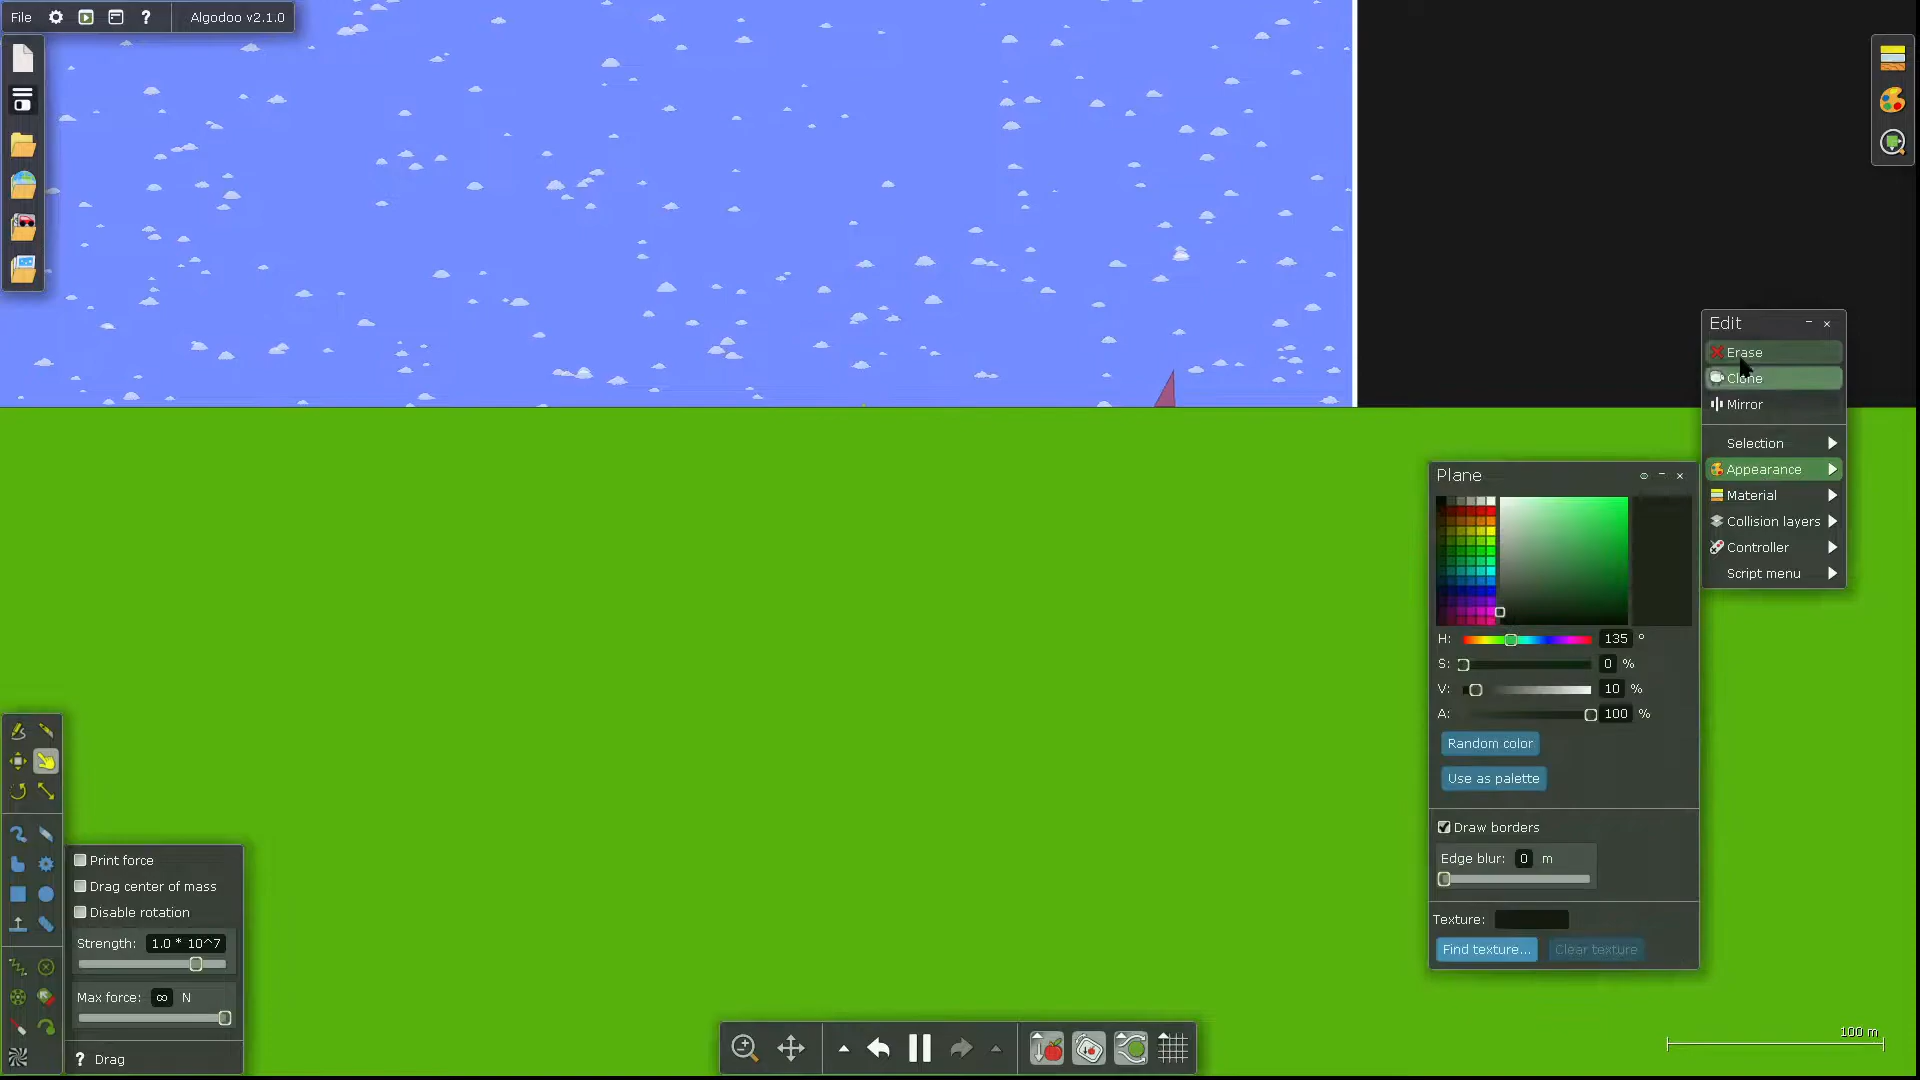 File
?
Algodoo v2.1.0
Edit
Erase
Clone
Mirror
Selection
Appearance
Material
Collision layers
Controller
Script menu
Plane
H: 135 °
S: 0 %
V: 10 %
A: 100 %
Random color
Use as palette
Draw borders
Edge blur: 0 m
Texture:
Find texture...
Clear texture
Print force
Drag center of mass
Disable rotation
Strength: 1.0 * 10^7
Max force: ∞ N
? Drag
100 m